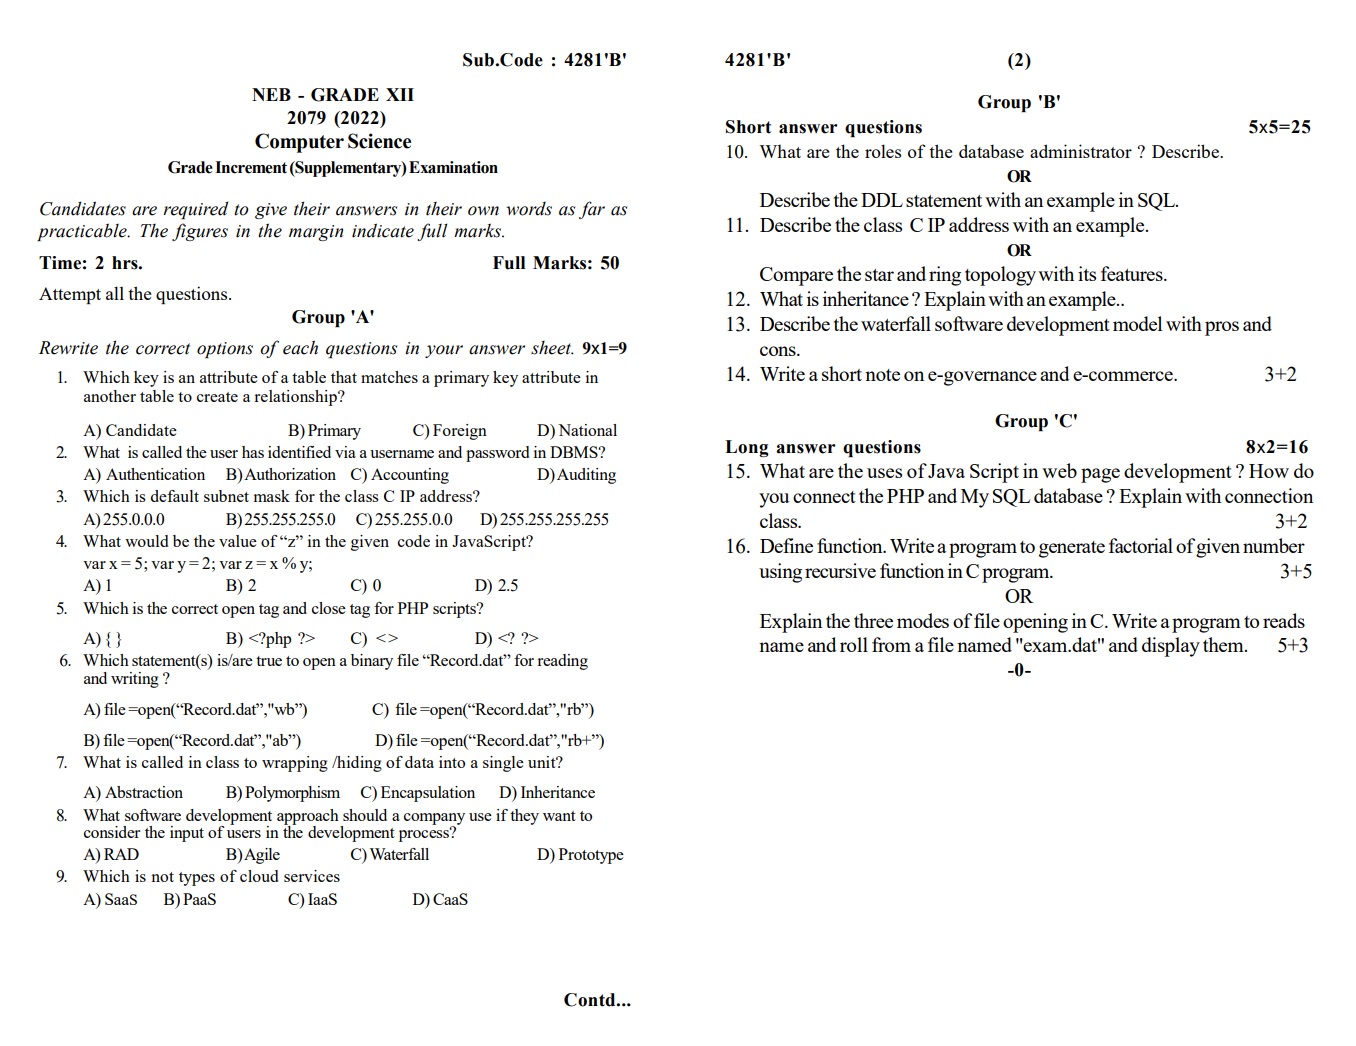 Sub.Code : 4281'B'
NEB - GRADE XII
2079 (2022)
Computer Science
Grade Increment (Supplementary) Examination
Candidates are required to give their answers in their own words as far as
practicable. The figures in the margin indicate full marks.
Time: 2 hrs. Full Marks: 50
Attempt all the questions.
Group 'A'
Rewrite the correct options of each questions in your answer sheet. 9x1=9
1. Which key is an attribute of a table that matches a primary key attribute in
another table to create a relationship?
A) Candidate B) Primary C) Foreign D) National
2. What is called the user has identified via a username and password in DBMS?
A) Authentication B) Authorization C) Accounting D) Auditing
3. Which is default subnet mask for the class C IP address?
A) 255.0.0.0 B) 255.255.255.0 C) 255.255.0.0 D) 255.255.255.255
4. What would be the value of “z” in the given code in JavaScript?
var x = 5; var y = 2; var z = x % y;
A) 1 B) 2 C) 0 D) 2.5
5. Which is the correct open tag and close tag for PHP scripts?
A) { } B) <?php ?> C) <> D) <? ?>
6. Which statement(s) is/are true to open a binary file “Record.dat” for reading
and writing ?
A) file =open(“Record.dat”,"wb”) C) file =open(“Record.dat”,"rb”)
B) file =open(“Record.dat”,"ab”) D) file =open(“Record.dat”,"rb+”)
7. What is called in class to wrapping /hiding of data into a single unit?
A) Abstraction B) Polymorphism C) Encapsulation D) Inheritance
8. What software development approach should a company use if they want to
consider the input of users in the development process?
A) RAD B) Agile C) Waterfall D) Prototype
9. Which is not types of cloud services
A) SaaS B) PaaS C) IaaS D) CaaS
Contd...
4281'B' (2)
Group 'B'
Short answer questions 5x5=25
10. What are the roles of the database administrator ? Describe.
OR
Describe the DDL statement with an example in SQL.
11. Describe the class C IP address with an example.
OR
Compare the star and ring topology with its features.
12. What is inheritance ? Explain with an example..
13. Describe the waterfall software development model with pros and
cons.
14. Write a short note on e-governance and e-commerce. 3+2
Group 'C'
Long answer questions 8x2=16
15. What are the uses of Java Script in web page development ? How do
you connect the PHP and My SQL database ? Explain with connection
class. 3+2
16. Define function. Write a program to generate factorial of given number
using recursive function in C program. 3+5
OR
Explain the three modes of file opening in C. Write a program to reads
name and roll from a file named "exam.dat" and display them. 5+3
-0-